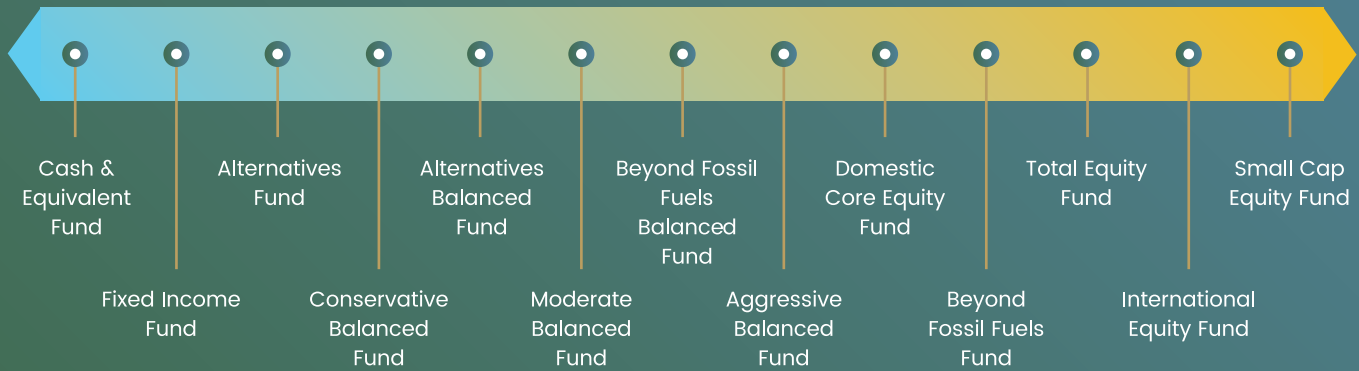 Cash &
Equivalent
Fund
Fixed Income
Fund
Alternatives
Fund
Conservative
Balanced
Fund
Alternatives
Balanced
Fund
Moderate
Balanced
Fund
Beyond Fossil
Fuels
Balanced
Fund
Aggressive
Balanced
Fund
Domestic
Core Equity
Fund
Beyond
Fossil Fuels
Fund
Total Equity
Fund
International
Equity Fund
Small Cap
Equity Fund